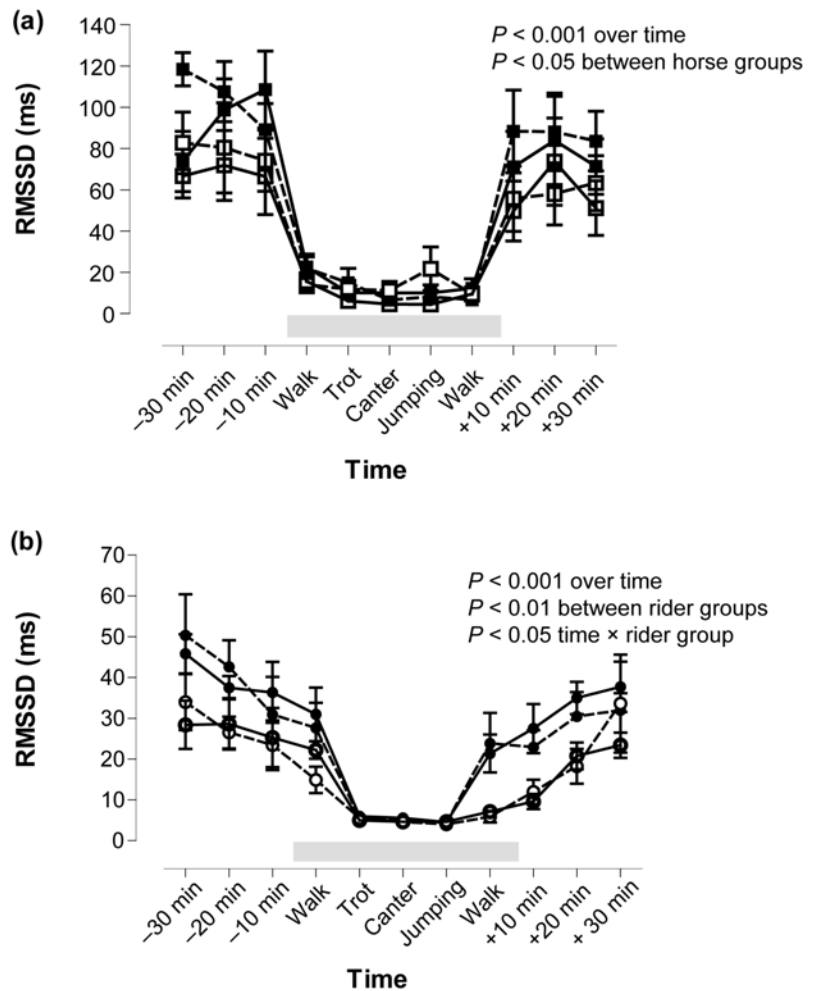 (a)
P < 0.001 over time
P < 0.05 between horse groups
RMSSD (ms)
140
120
100
80
60
40
20
0
–30 min
–20 min
–10 min
Walk
Trot
Canter
Jumping
Walk
+10 min
+20 min
+30 min
Time
(b)
P < 0.001 over time
P < 0.01 between rider groups
P < 0.05 time × rider group
RMSSD (ms)
70
60
50
40
30
20
10
0
–30 min
–20 min
–10 min
Walk
Trot
Canter
Jumping
Walk
+10 min
+20 min
+ 30 min
Time